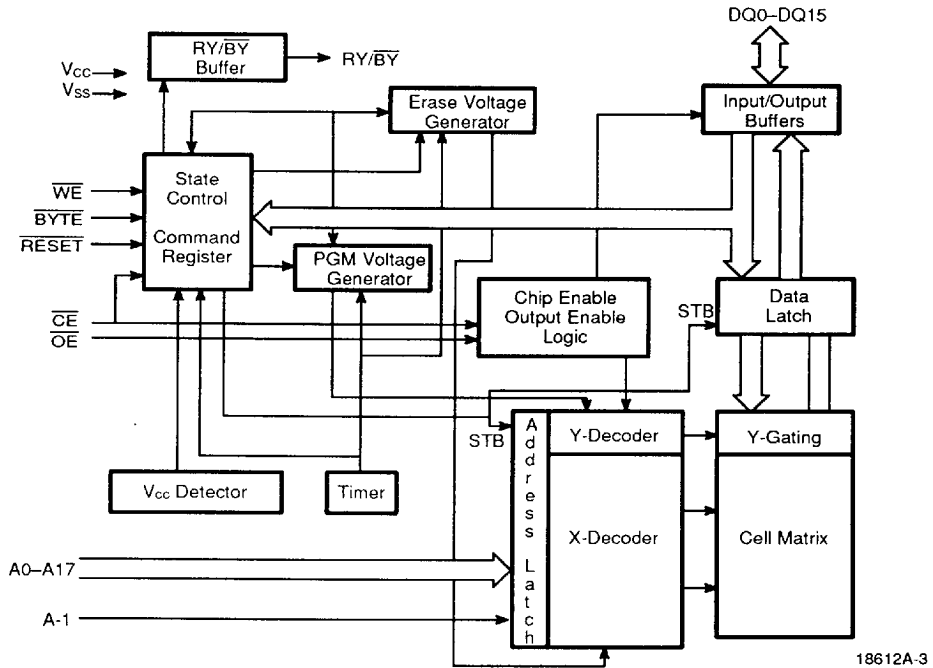 DQ0–DQ15
RY/BY
Buffer
RY/BY
VCC
VSS
Erase Voltage
Generator
Input/Output
Buffers
State
Control
Command
Register
WE
BYTE
RESET
PGM Voltage
Generator
Chip Enable
Output Enable
Logic
STB
Data
Latch
CE
OE
STB
Address Latch
Y-Decoder
Y-Gating
VCC Detector
Timer
X-Decoder
Cell Matrix
A0–A17
A-1
18612A-3